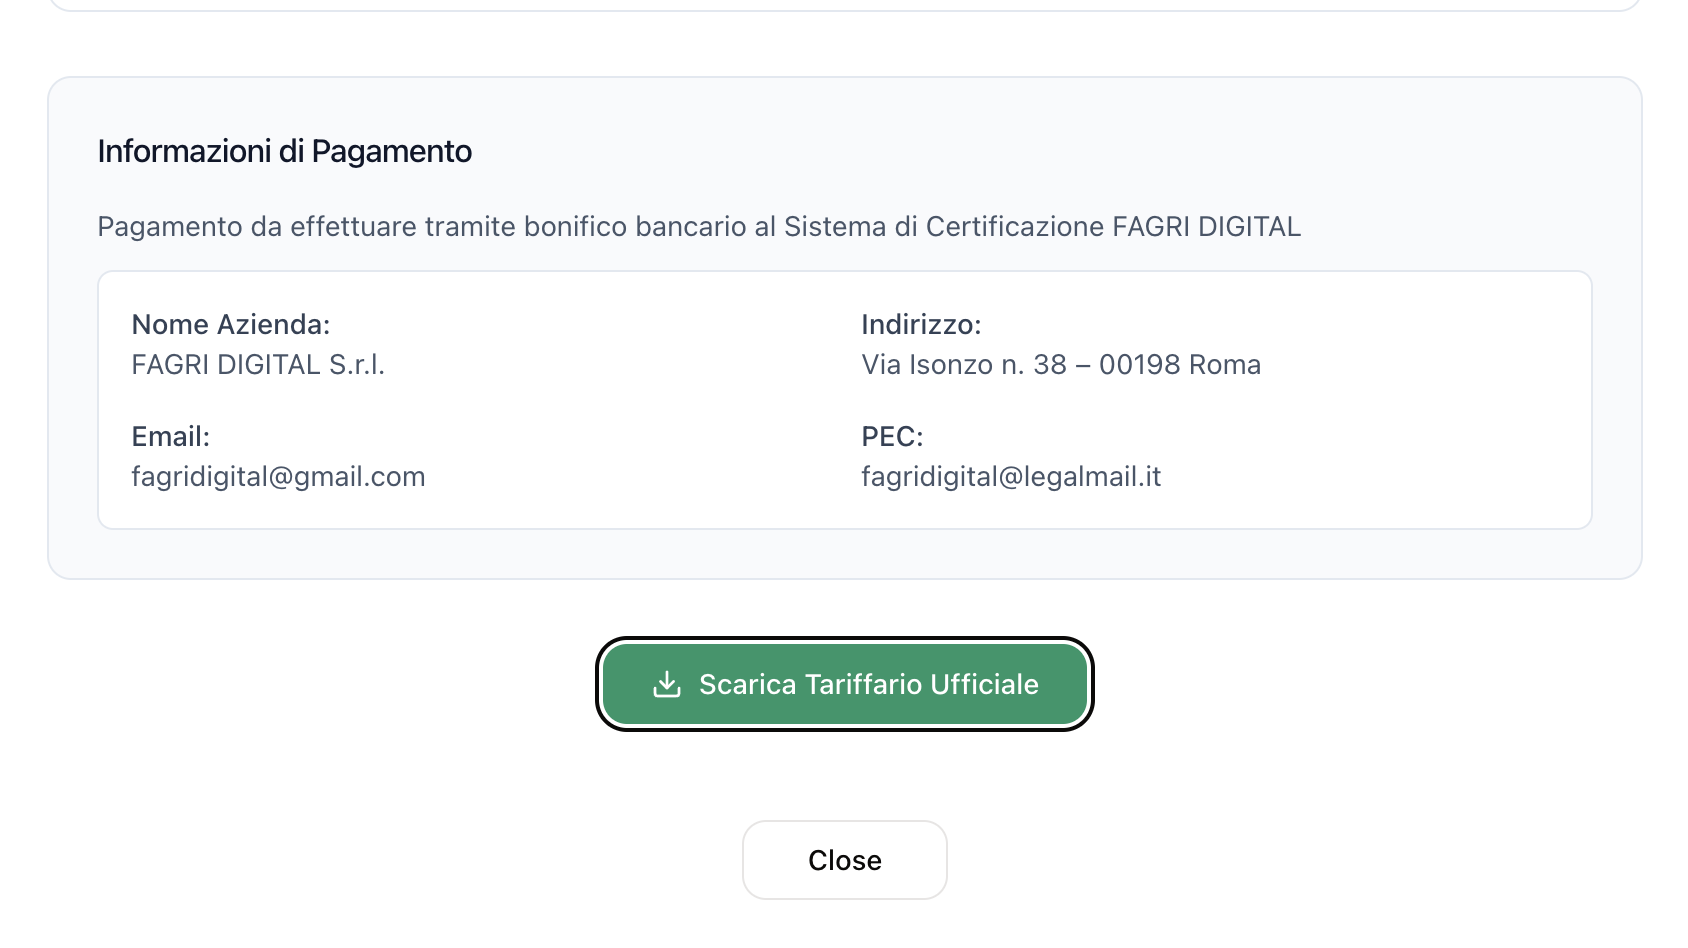 Informazioni di Pagamento
Pagamento da effettuare tramite bonifico bancario al Sistema di Certificazione FAGRI DIGITAL
Nome Azienda:
FAGRI DIGITAL S.r.l.
Indirizzo:
Via Isonzo n. 38 – 00198 Roma
Email:
fagridigital@gmail.com
PEC:
fagridigital@legalmail.it
Scarica Tariffario Ufficiale
Close